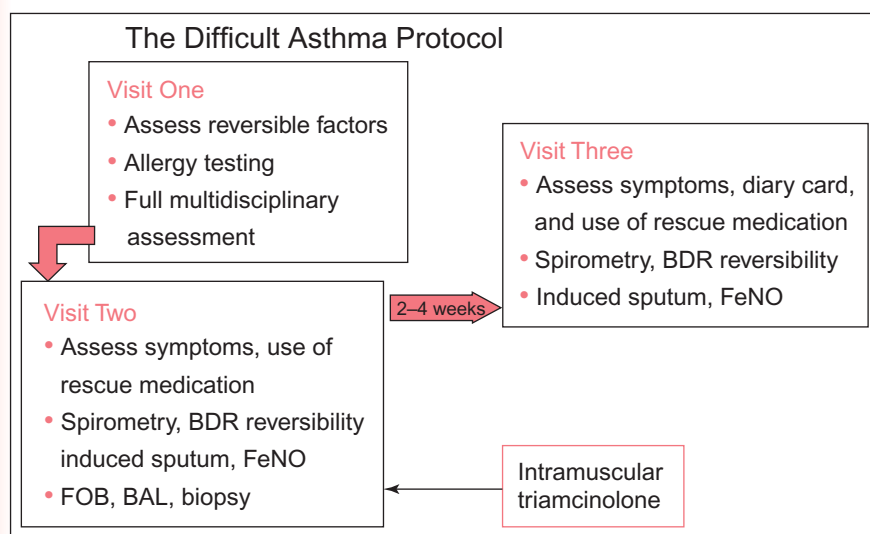 The Difficult Asthma Protocol
Visit One
• Assess reversible factors
• Allergy testing
• Full multidisciplinary
assessment
Visit Two
• Assess symptoms, use of
rescue medication
• Spirometry, BDR reversibility
induced sputum, FeNO
• FOB, BAL, biopsy
2–4 weeks
Visit Three
• Assess symptoms, diary card,
and use of rescue medication
• Spirometry, BDR reversibility
• Induced sputum, FeNO
Intramuscular
triamcinolone